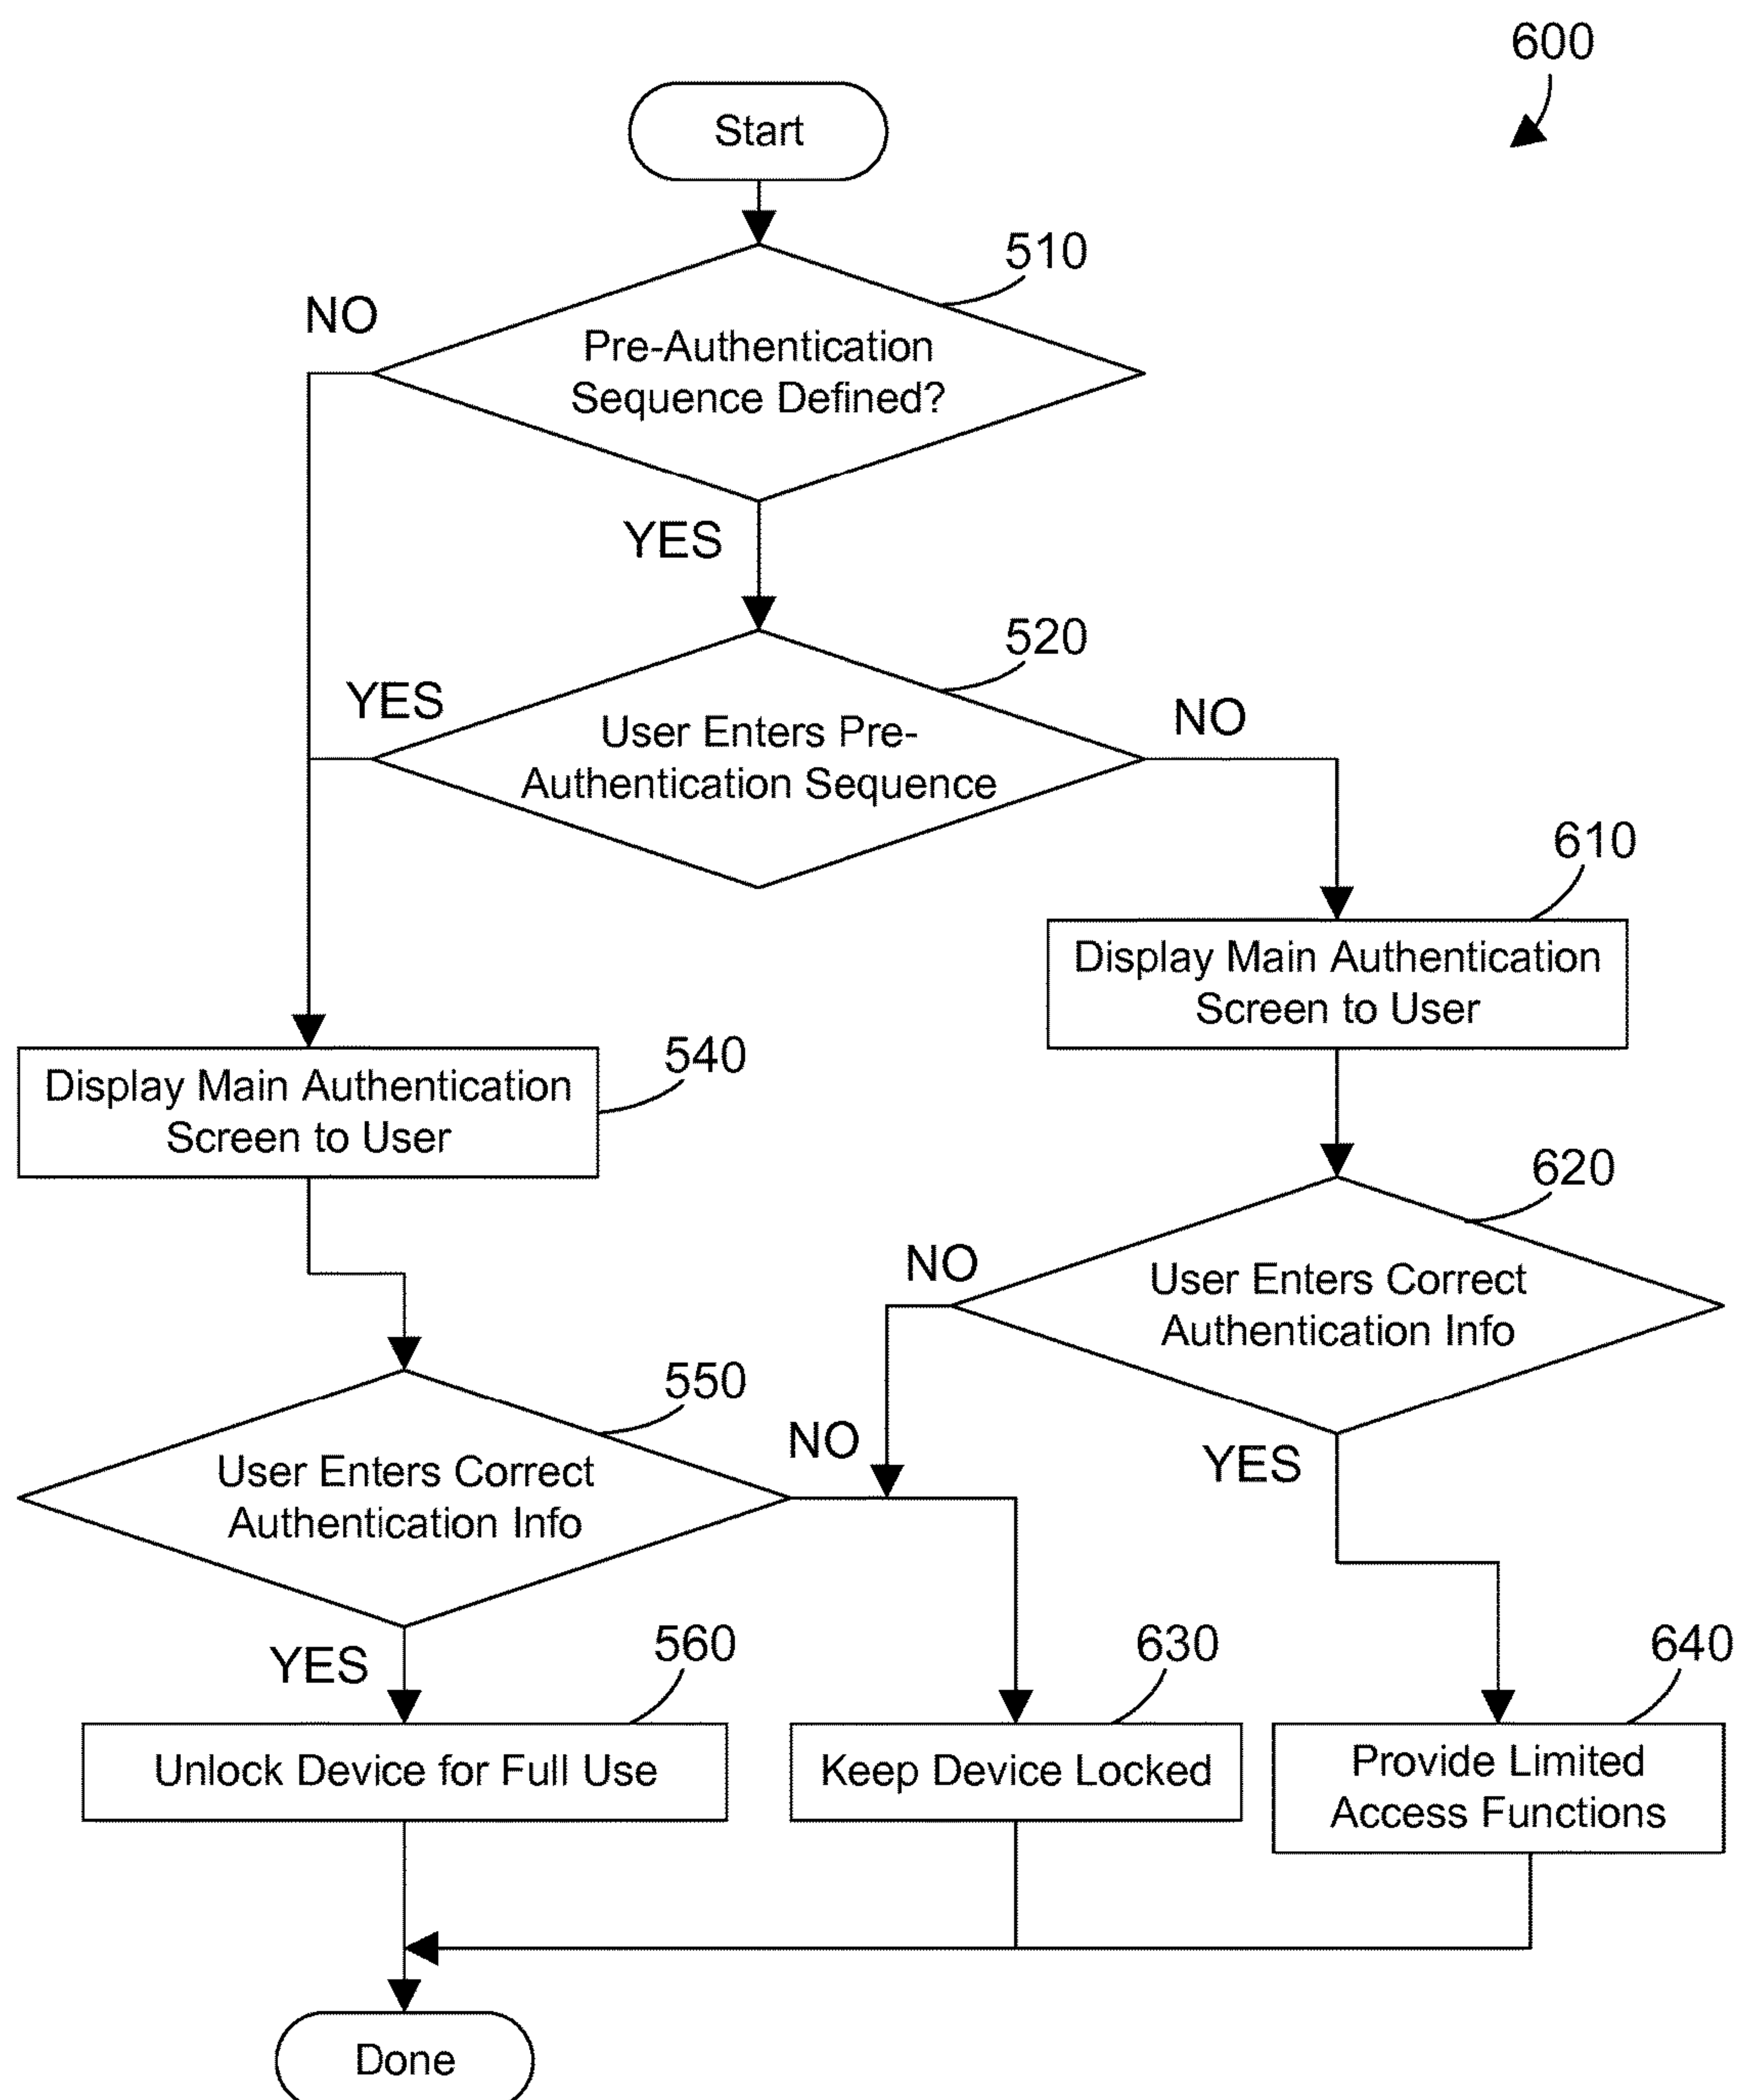 600
Start
510
NO
Pre-Authentication
Sequence Defined?
YES
520
YES
NO
User Enters Pre-
Authentication Sequence
610
Display Main Authentication
Screen to User
540
Display Main Authentication
Screen to User
620
NO
User Enters Correct
Authentication Info
550
NO
YES
User Enters Correct
Authentication Info
YES
560
630
640
Unlock Device for Full Use
Keep Device Locked
Provide Limited
Access Functions
Done